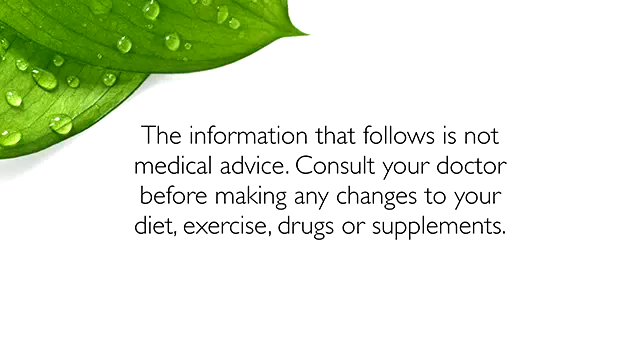 The information that follows is not
medical advice. Consult your doctor
before making any changes to your
diet, exercise, drugs or supplements.